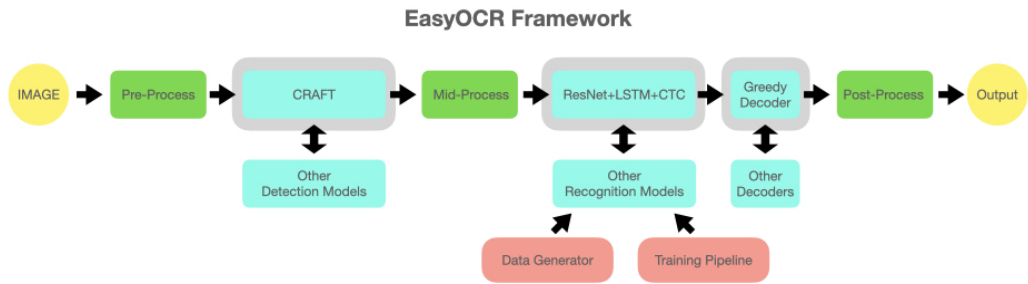 EasyOCR Framework
IMAGE
Pre-Process
CRAFT
Mid-Process
ResNet+LSTM+CTC
Greedy
Decoder
Post-Process
Output
Other
Detection Models
Other
Recognition Models
Other
Decoders
Data Generator
Training Pipeline